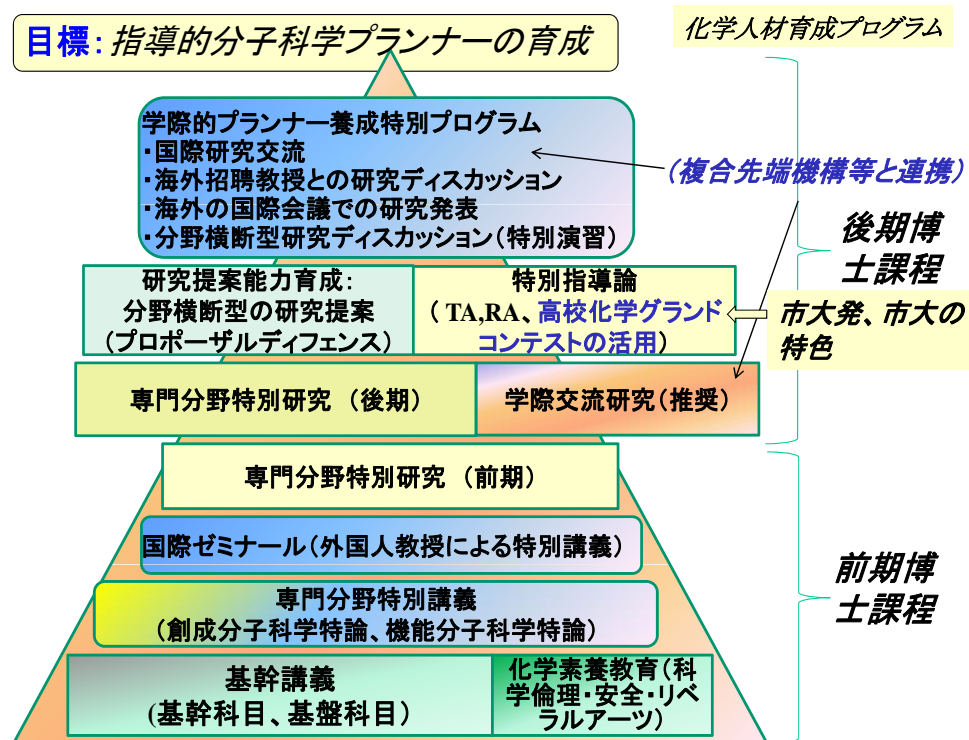 目標：指導的分子科学プランナーの育成
化学人材育成プログラム
学際的プランナー養成特別プログラム
・国際研究交流
・海外招聘教授との研究ディスカッション
・海外の国際会議での研究発表
・分野横断型研究ディスカッション（特別演習）
（複合先端機構等と連携）
後期博
士課程
研究提案能力育成：
分野横断型の研究提案
（プロポーザルディフェンス）
特別指導論
（ TA,RA、高校化学グランド
コンテストの活用）
市大発、市大の
特色
専門分野特別研究 （後期）
学際交流研究（推奨）
専門分野特別研究 （前期）
国際ゼミナール（外国人教授による特別講義）
前期博
士課程
専門分野特別講義
（創成分子科学特論、機能分子科学特論）
基幹講義
(基幹科目、基盤科目）
化学素養教育（科
学倫理・安全・リベ
ラルアーツ）